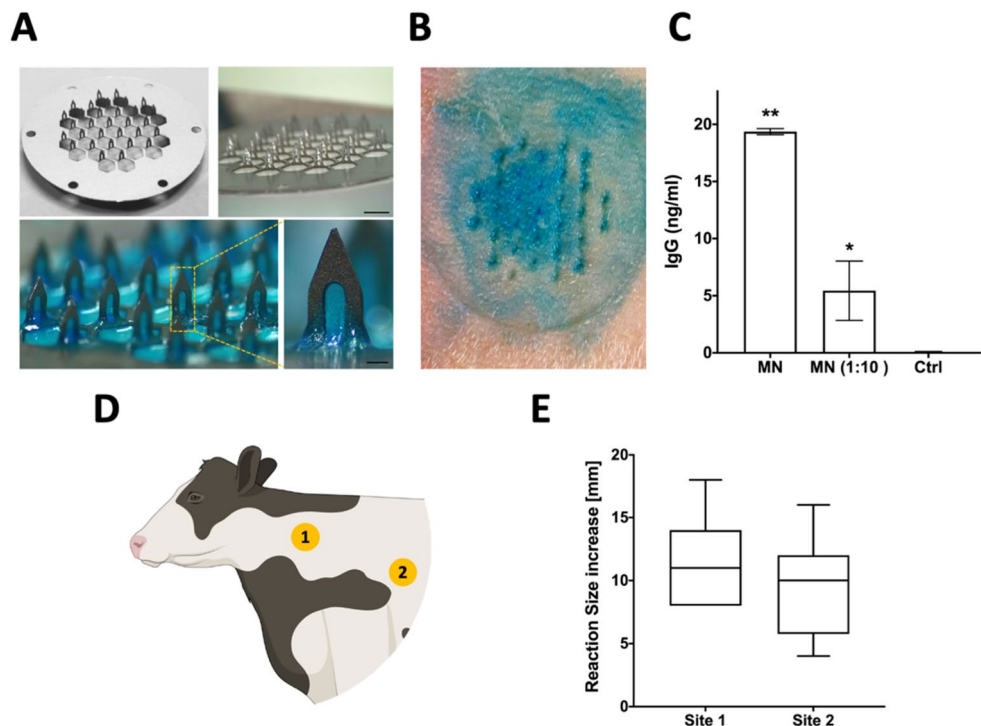 A
B
C
IgG (ng/ml)
20
15
10
5
0
**
*
MN
MN (1:10 )
Ctrl
D
1
2
E
Reaction Size increase [mm]
20
15
10
5
0
Site 1
Site 2